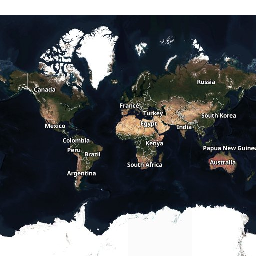 Russia
Canada
France
Turkey
South Korea
Egypt
Mexico
India
Colombia
Kenya
Peru
Brazil
Papua New Guinea
Australia
South Africa
Argentina